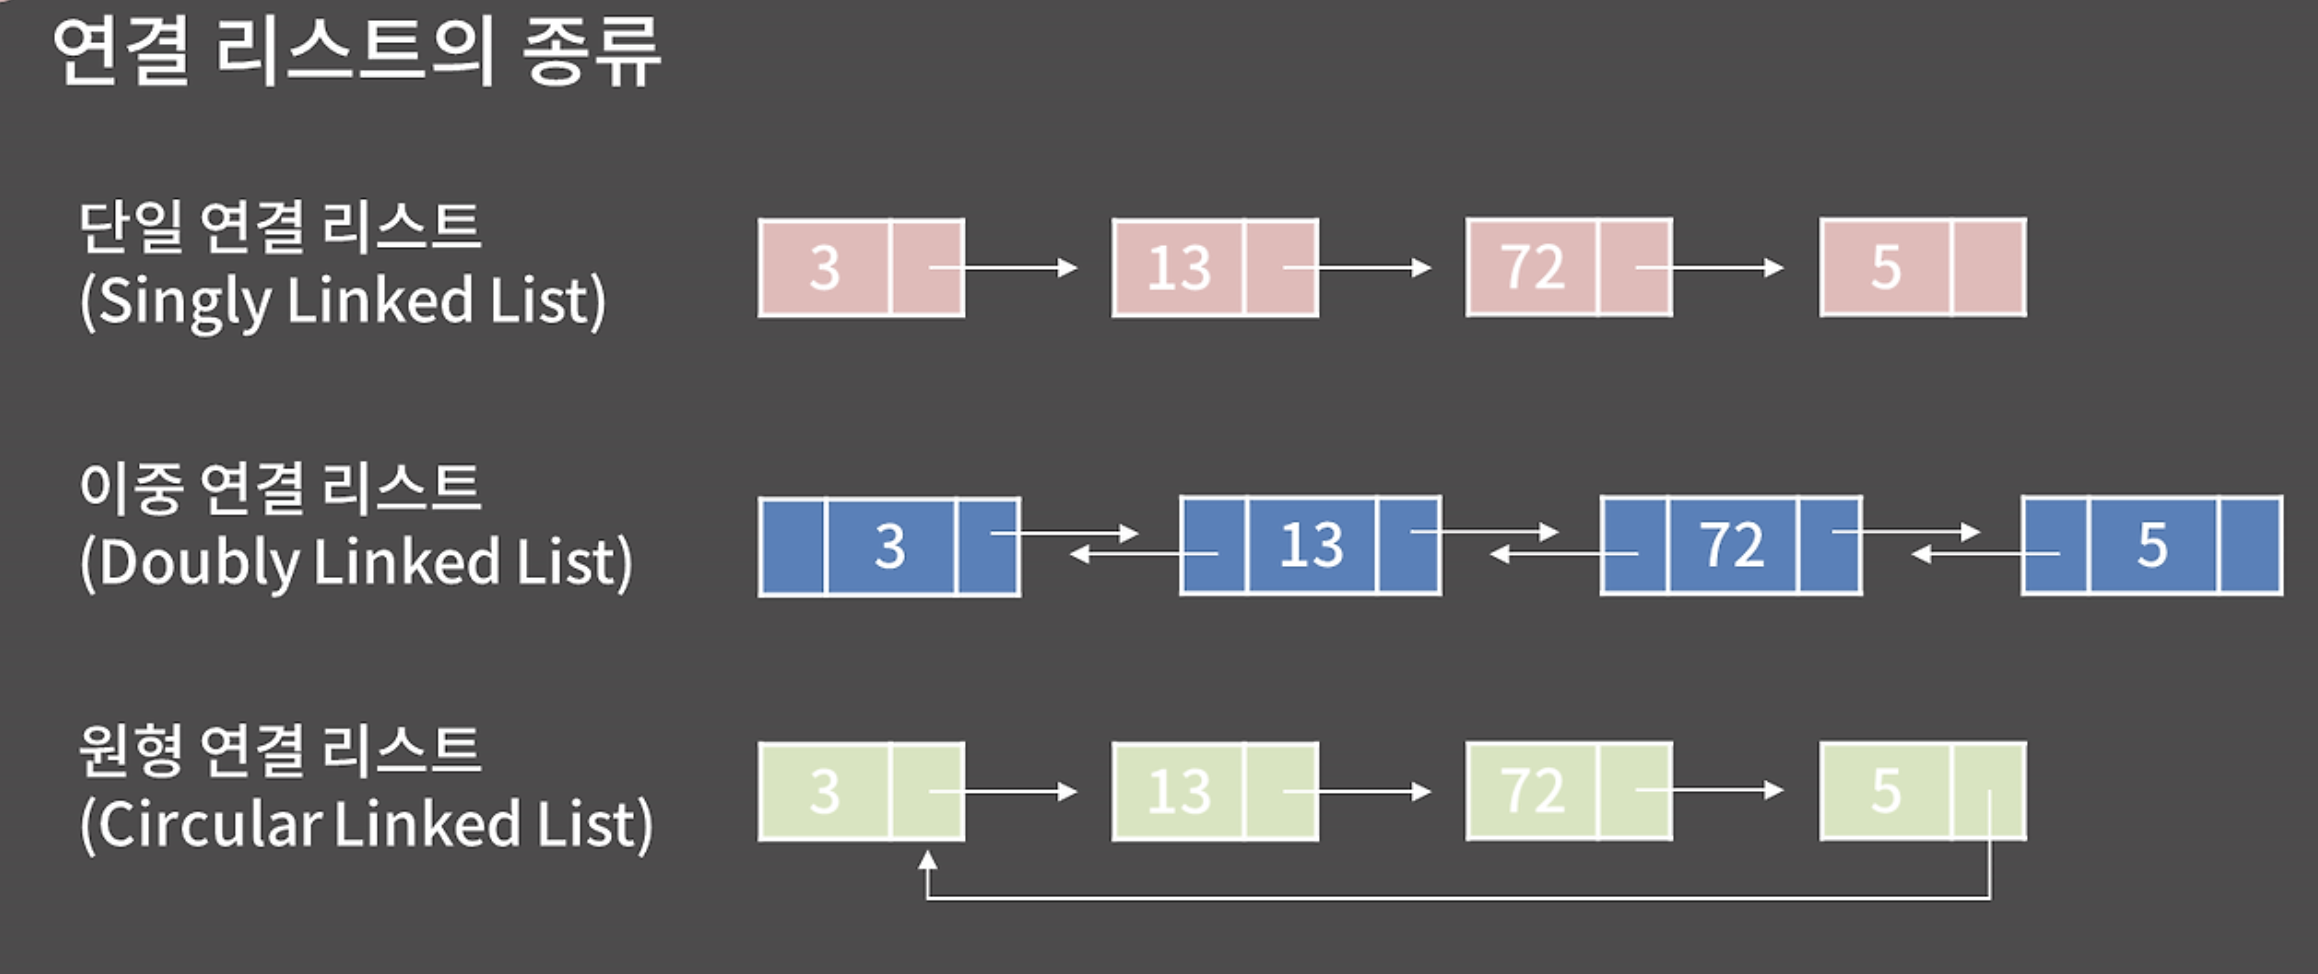 연결 리스트의 종류
단일 연결 리스트
(Singly Linked List)
3 13 72 5
이중 연결 리스트
(Doubly Linked List)
3 13 72 5
원형 연결 리스트
(Circular Linked List)
3 13 72 5